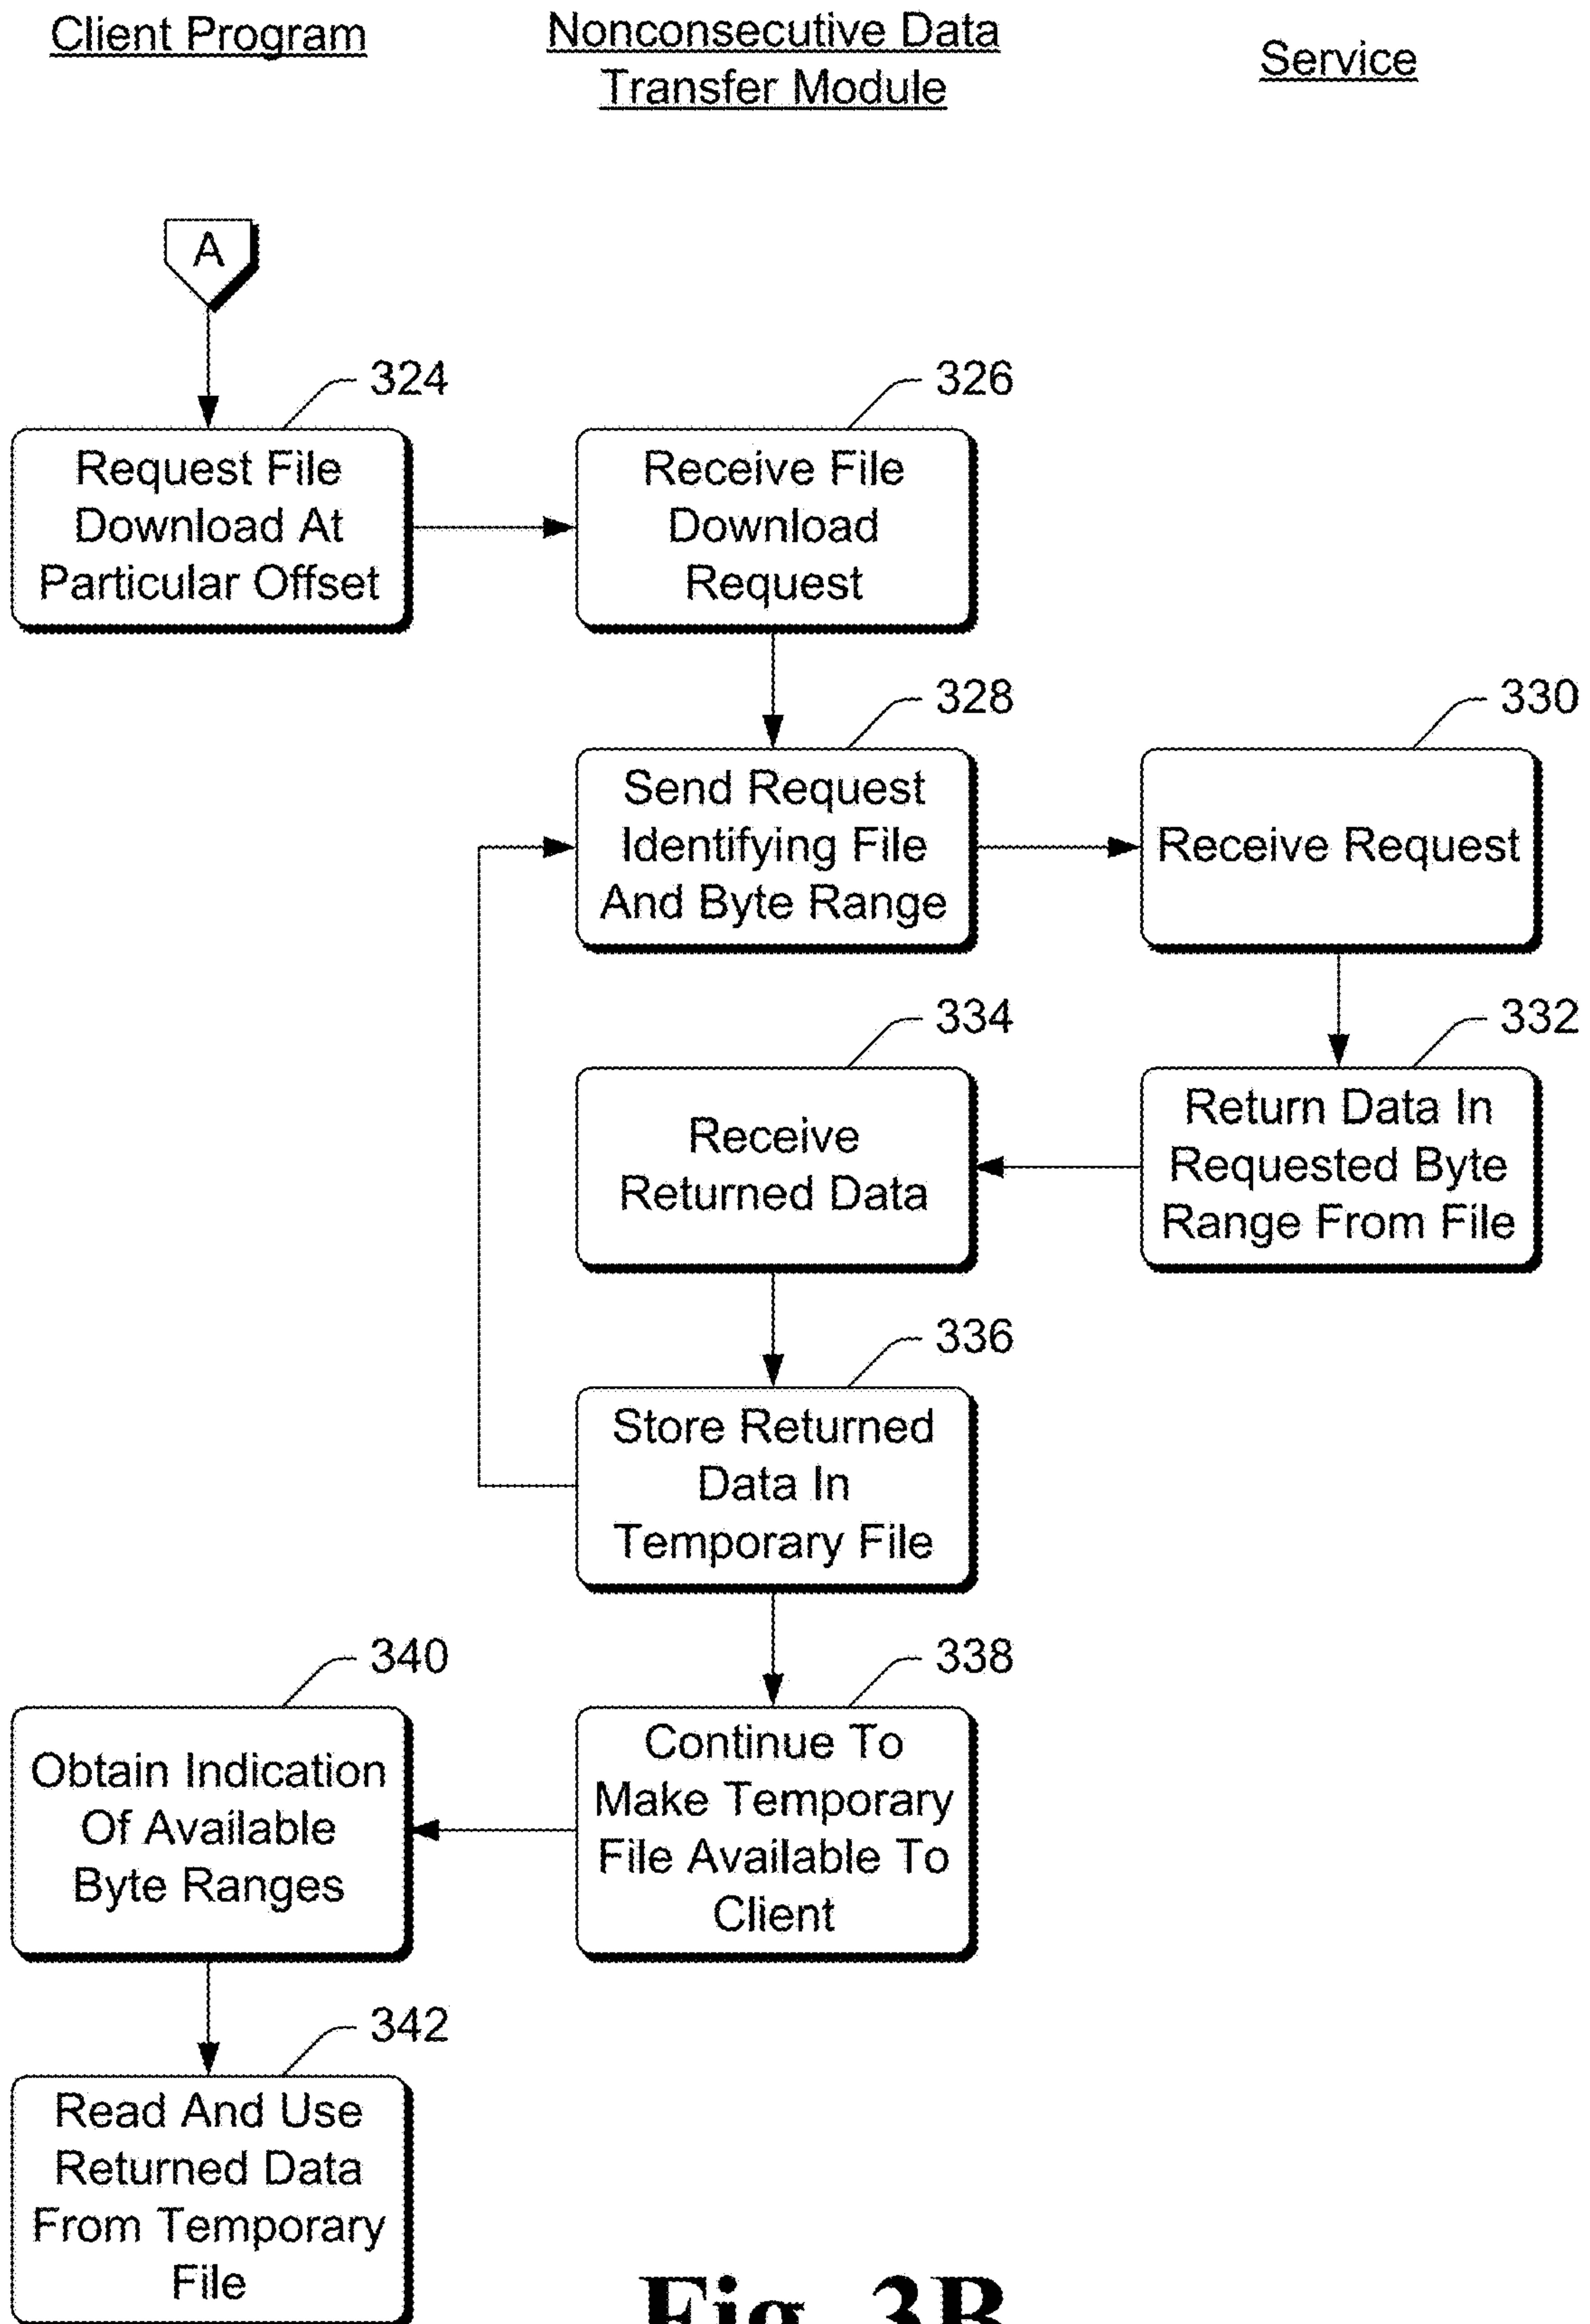 Client Program
Nonconsecutive Data
Transfer Module
Service
A
324
Request File
Download At
Particular Offset
326
Receive File
Download
Request
328
Send Request
Identifying File
And Byte Range
330
Receive Request
332
Return Data In
Requested Byte
Range From File
334
Receive
Returned Data
336
Store Returned
Data In
Temporary File
338
Continue To
Make Temporary
File Available To
Client
340
Obtain Indication
Of Available
Byte Ranges
342
Read And Use
Returned Data
From Temporary
File
Fig. 3B